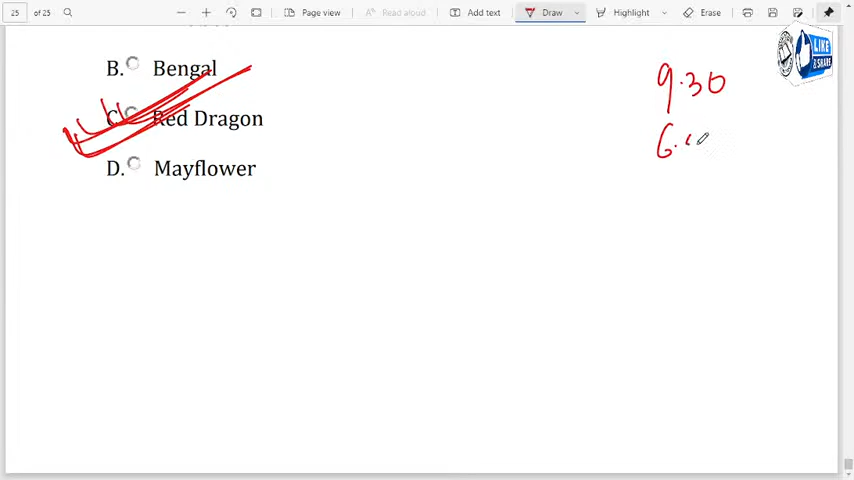 25 of 25 Page view Read aloud Add text Draw Highlight Erase
LIKE
& SHARE
B. Bengal
9.30
C. Red Dragon
6.
D. Mayflower